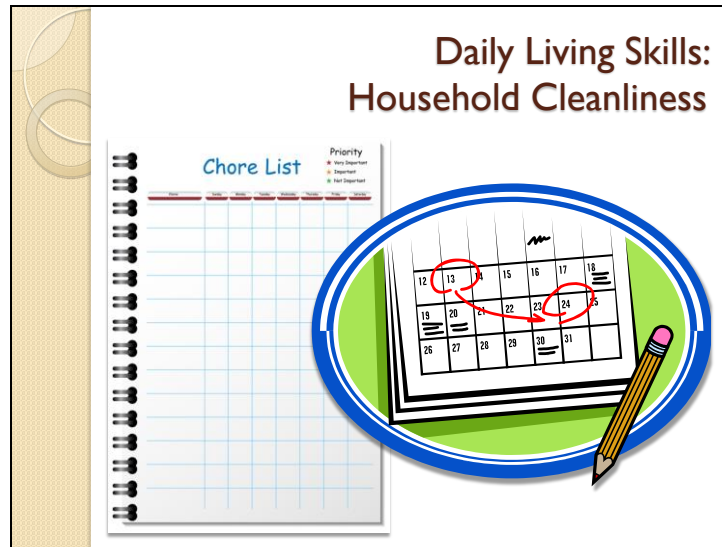 Daily Living Skills:
Household Cleanliness
Chore List
Priority
Very Important
Important
Not Important
Chores Sunday Monday Tuesday Wednesday Thursday Friday Saturday
12 13 14 15 16 17 18
19 20 21 22 23 24 25
26 27 28 29 30 31